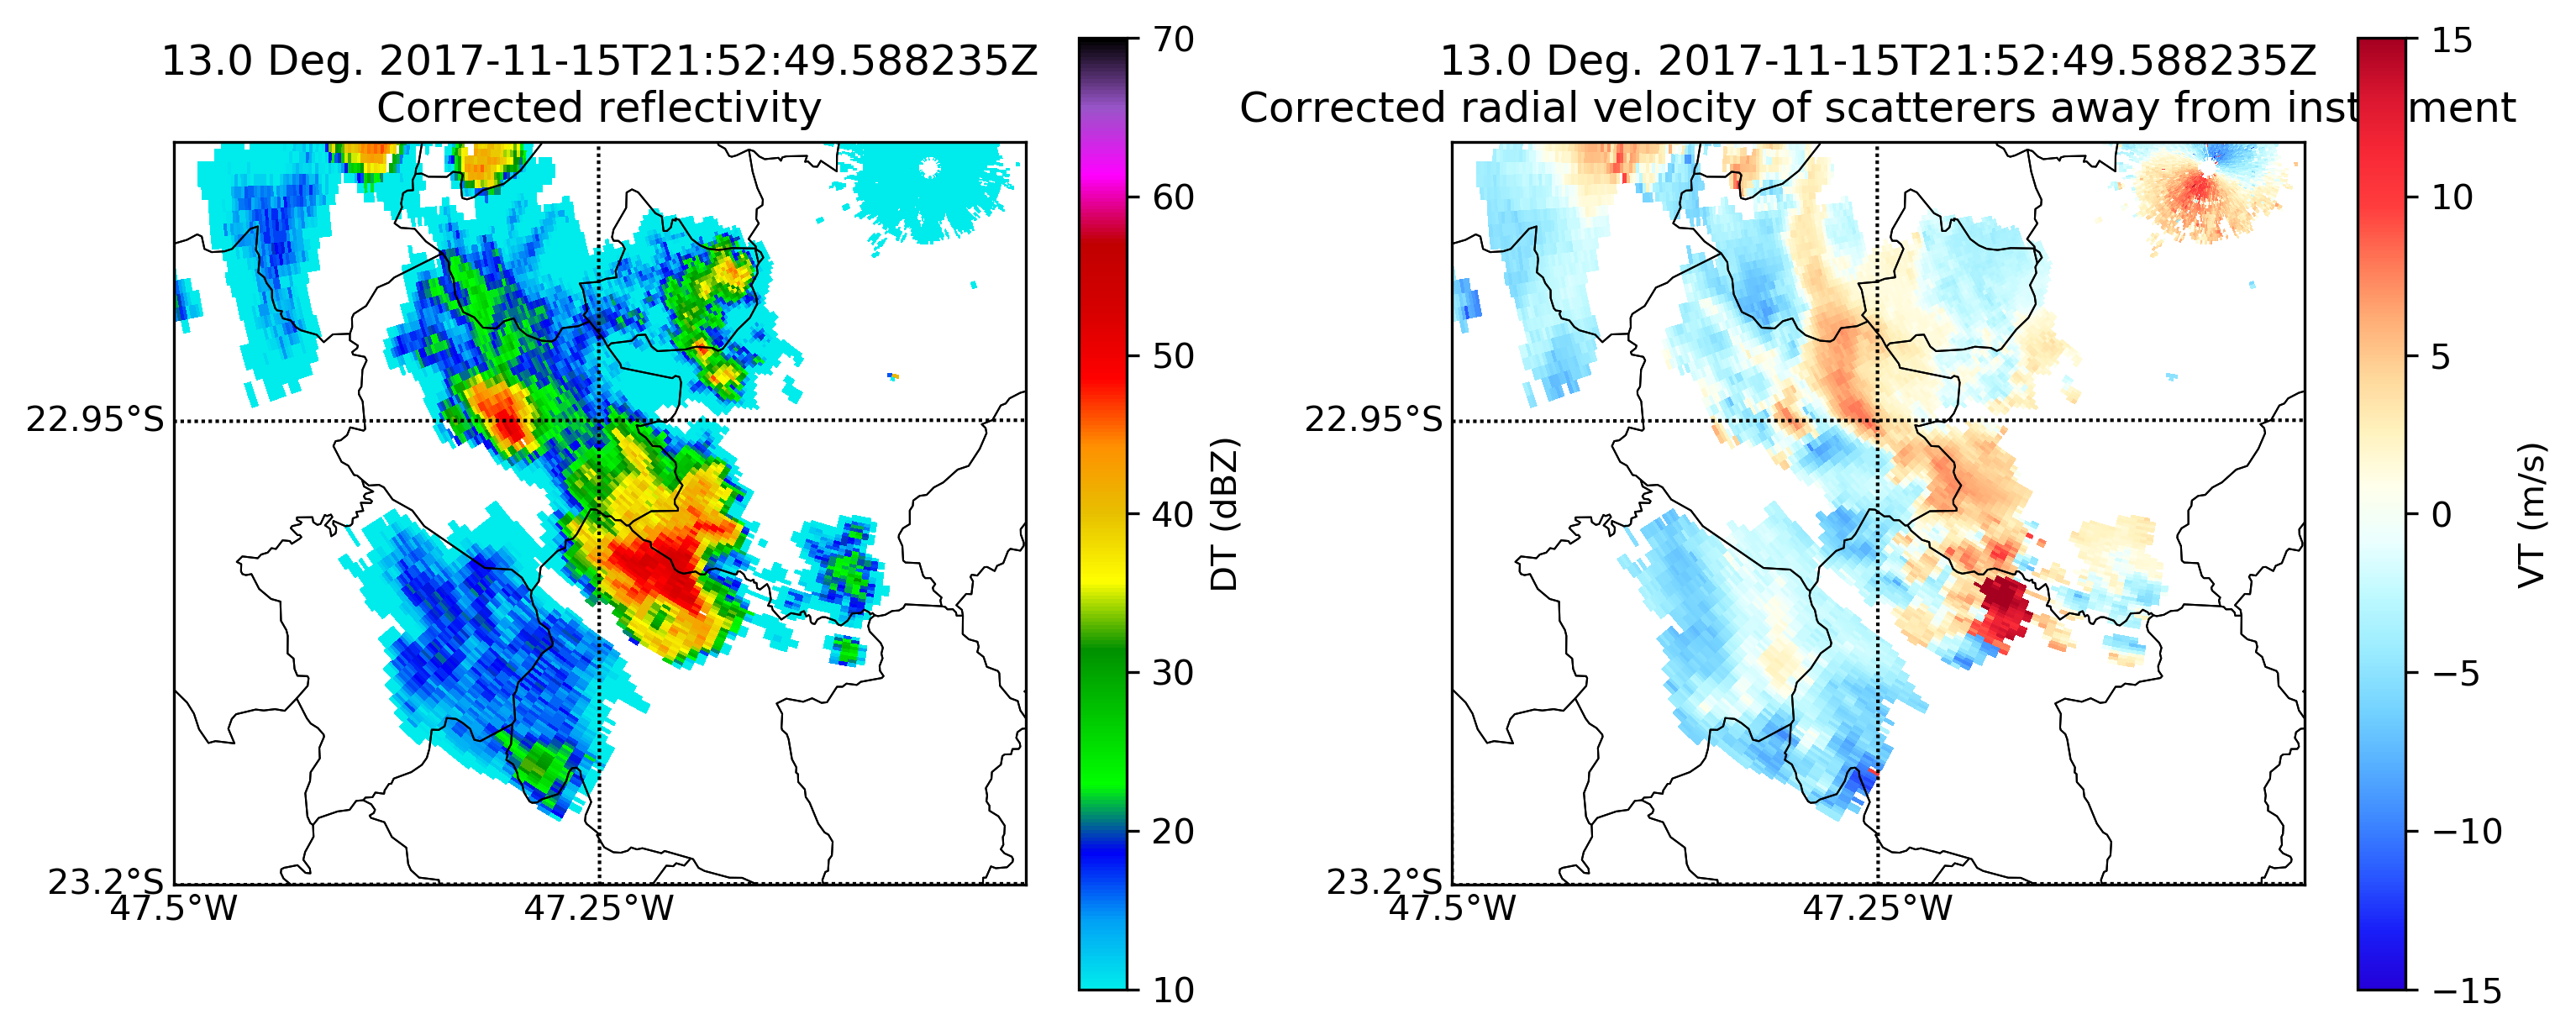 13.0 Deg. 2017-11-15T21:52:49.588235Z
Corrected reflectivity
22.95°S
23.2°S
47.5°W
47.25°W
70
60
50
40
30
20
10
DT (dBZ)
13.0 Deg. 2017-11-15T21:52:49.588235Z
Corrected radial velocity of scatterers away from inst ment
22.95°S
23.2°S
47.5°W
47.25°W
15
10
5
0
−5
−10
−15
VT (m/s)